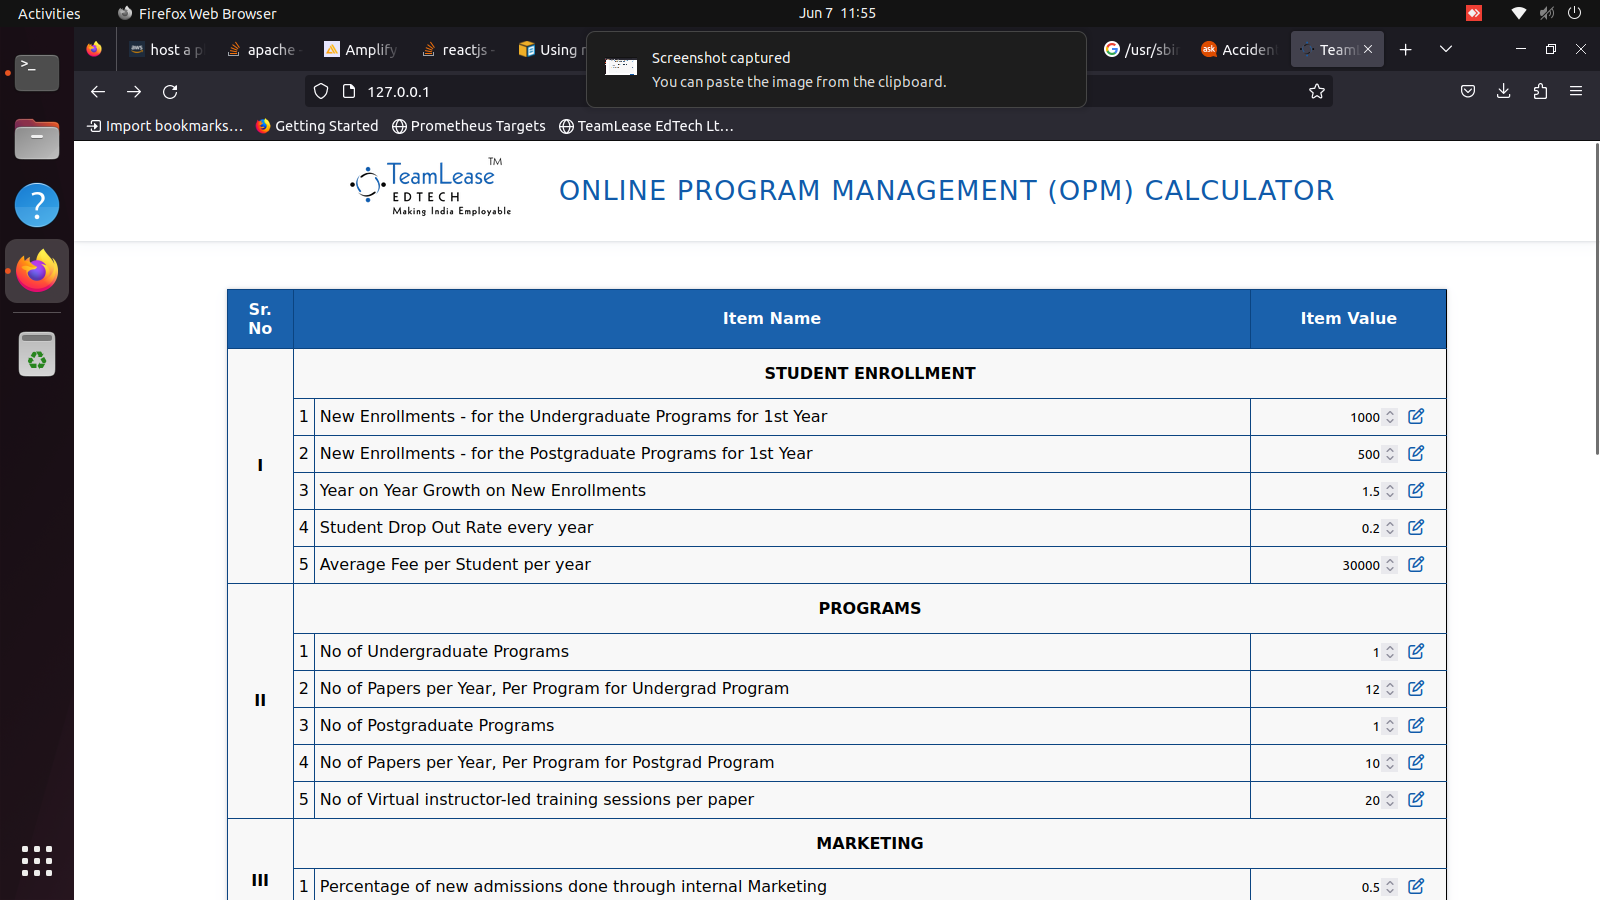 Activities
Firefox Web Browser
Jun 7 11:55
host a p
apache
Amplify
reactjs -
Using
/usr/sbi
Acciden
TeamL
Screenshot captured
You can paste the image from the clipboard.
127.0.0.1
Import bookmarks...
Getting Started
Prometheus Targets
TeamLease EdTech Lt...
TeamLease TM
EDTECH
Making India Employable
ONLINE PROGRAM MANAGEMENT (OPM) CALCULATOR
Sr. No Item Name Item Value
I STUDENT ENROLLMENT
1 New Enrollments - for the Undergraduate Programs for 1st Year 1000
2 New Enrollments - for the Postgraduate Programs for 1st Year 500
3 Year on Year Growth on New Enrollments 1.5
4 Student Drop Out Rate every year 0.2
5 Average Fee per Student per year 30000
II PROGRAMS
1 No of Undergraduate Programs 1
2 No of Papers per Year, Per Program for Undergrad Program 12
3 No of Postgraduate Programs 1
4 No of Papers per Year, Per Program for Postgrad Program 10
5 No of Virtual instructor-led training sessions per paper 20
III MARKETING
1 Percentage of new admissions done through internal Marketing 0.5